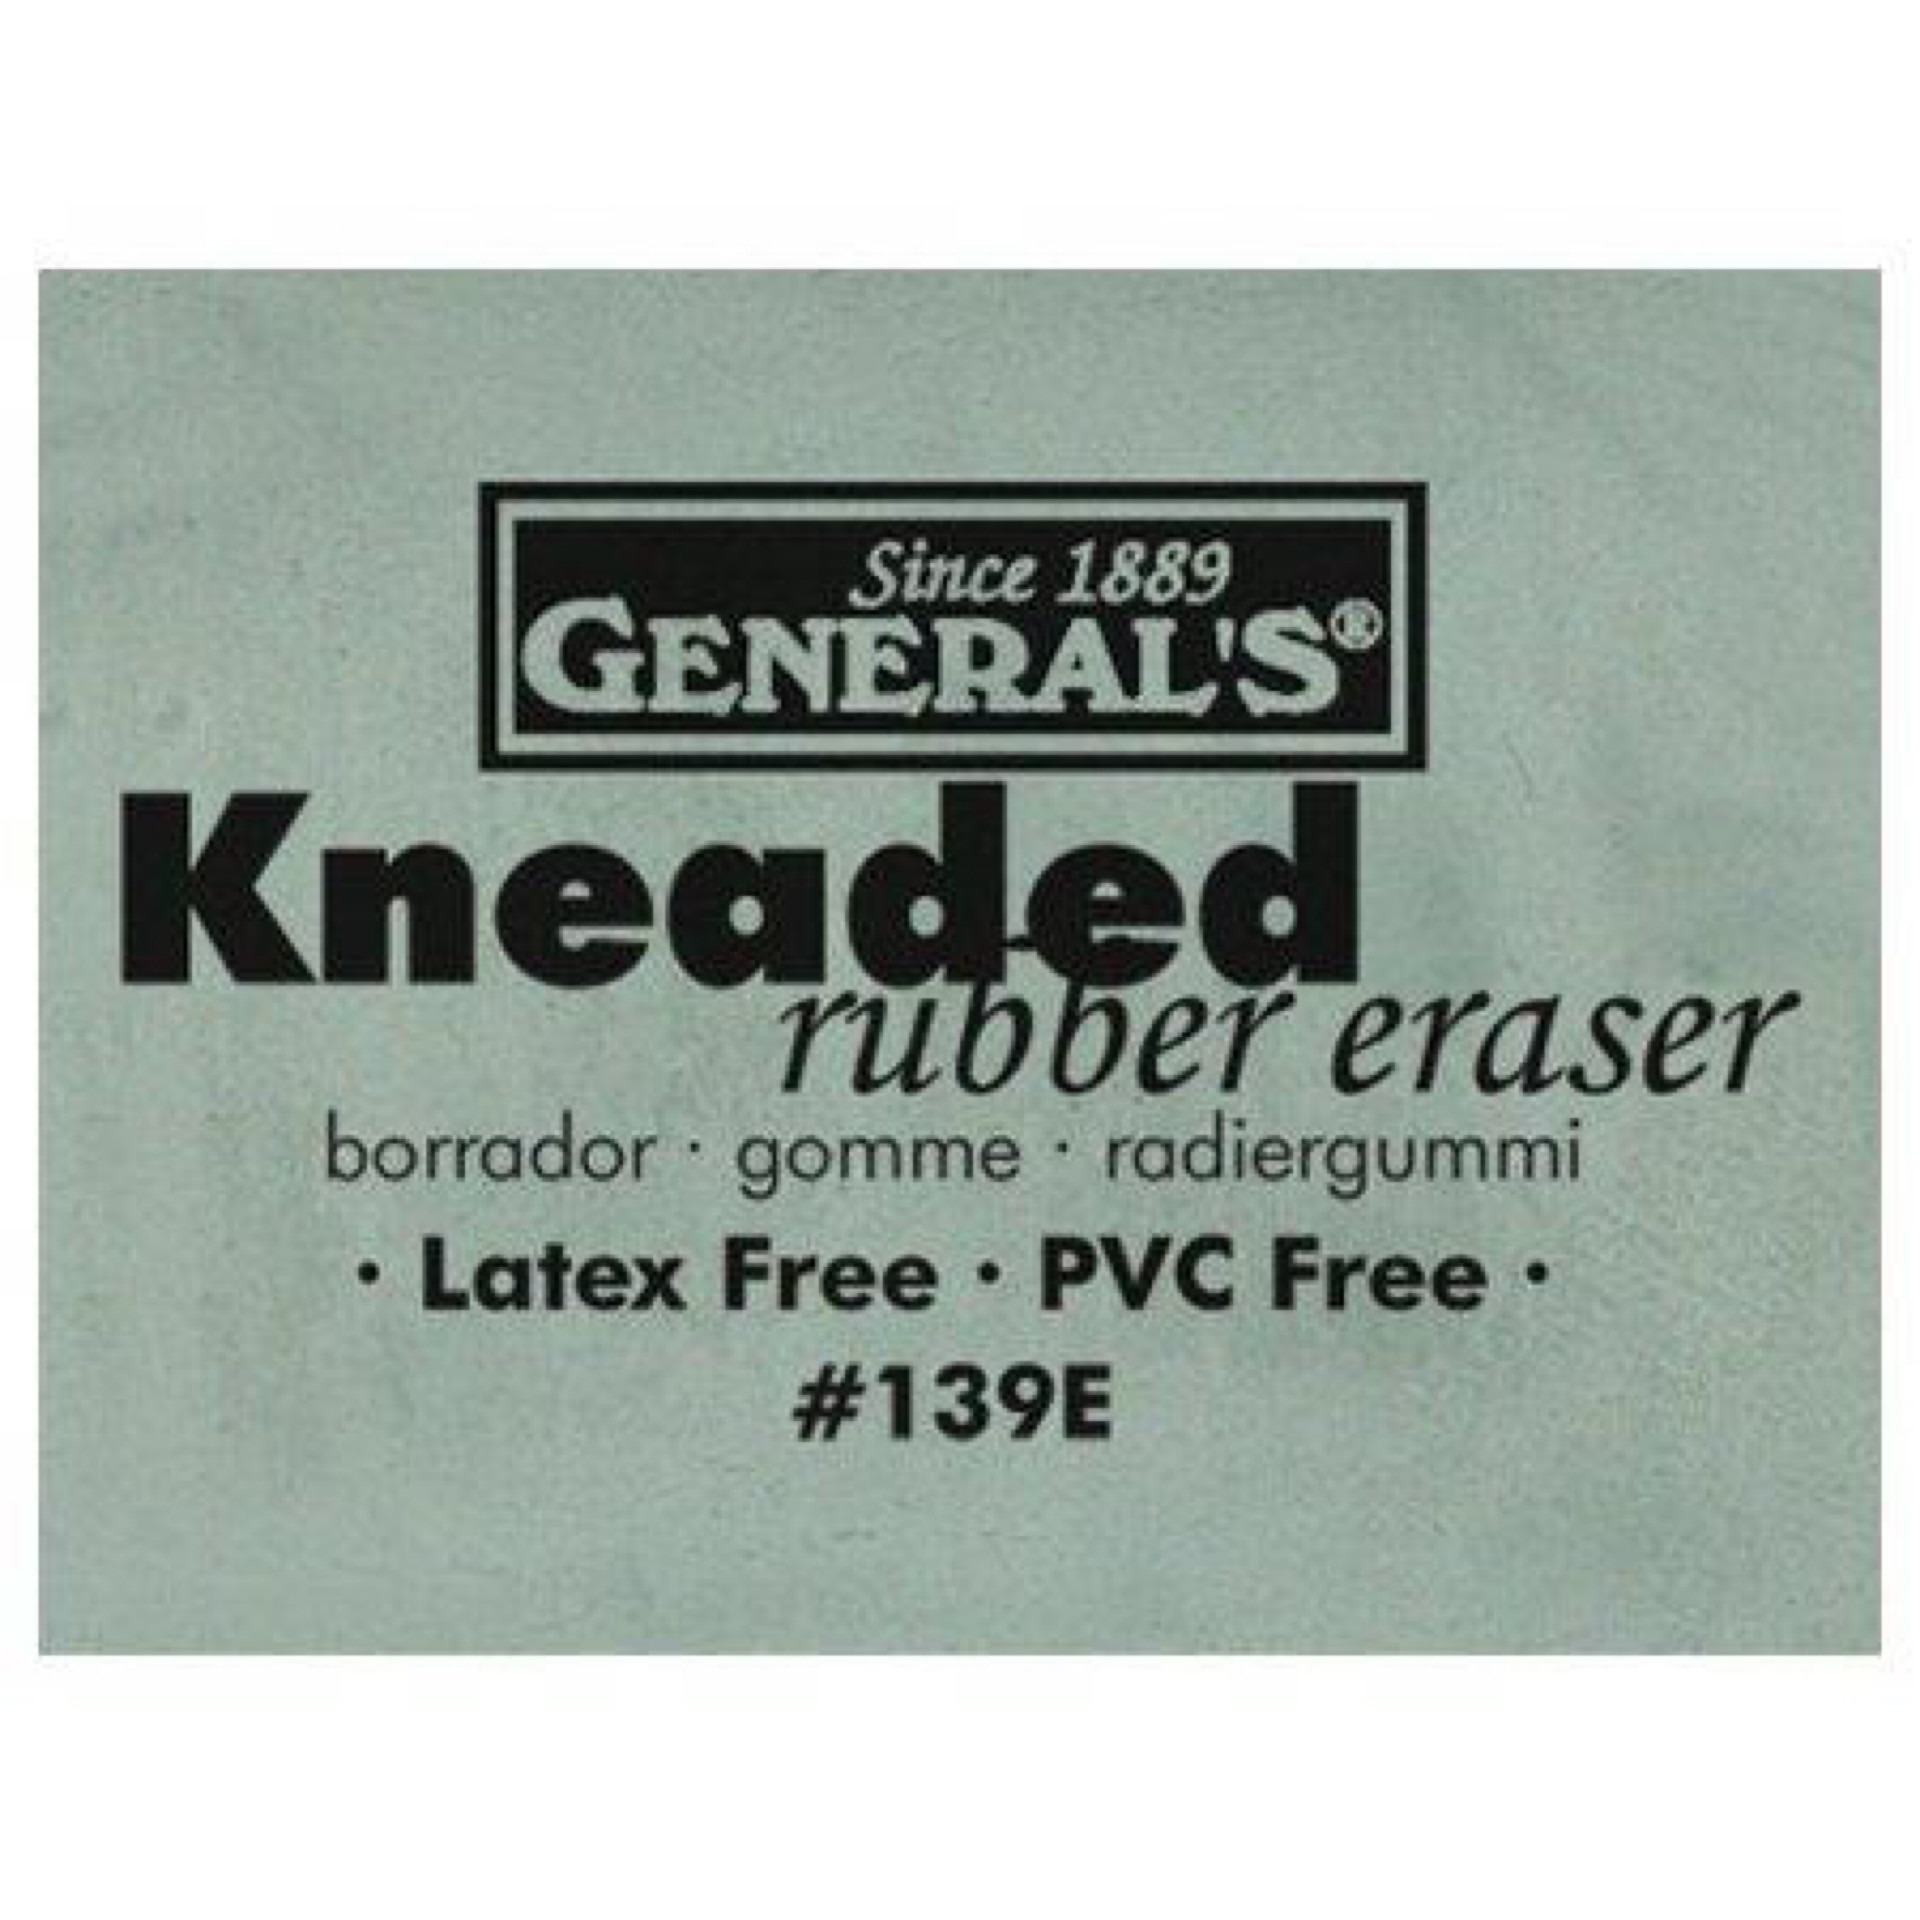 Since 1889
GENERAL'S®
Kneaded
rubber eraser
borrador · gomme · radiergummi
· Latex Free · PVC Free ·
#139E